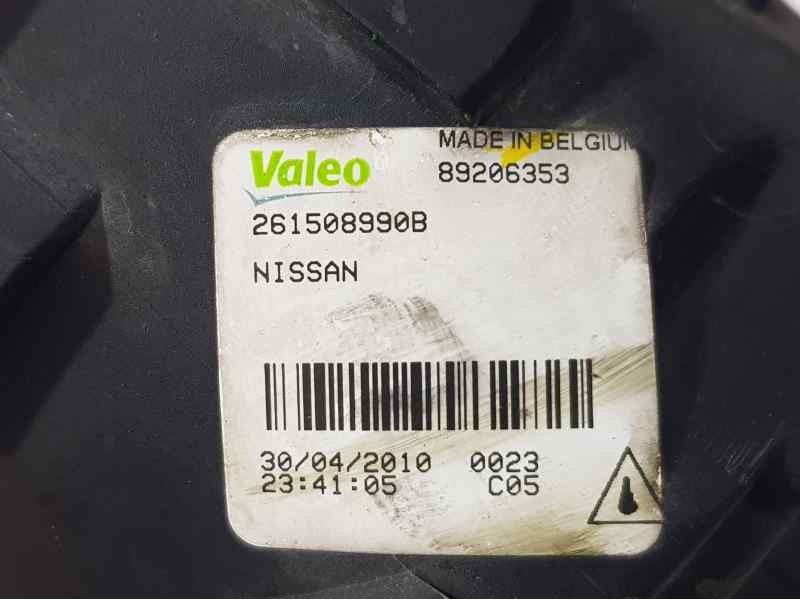 MADE IN BELGIUM
Valeo 89206353
261508990B
NISSAN
30/04/2010 0023
23:41:05 C05